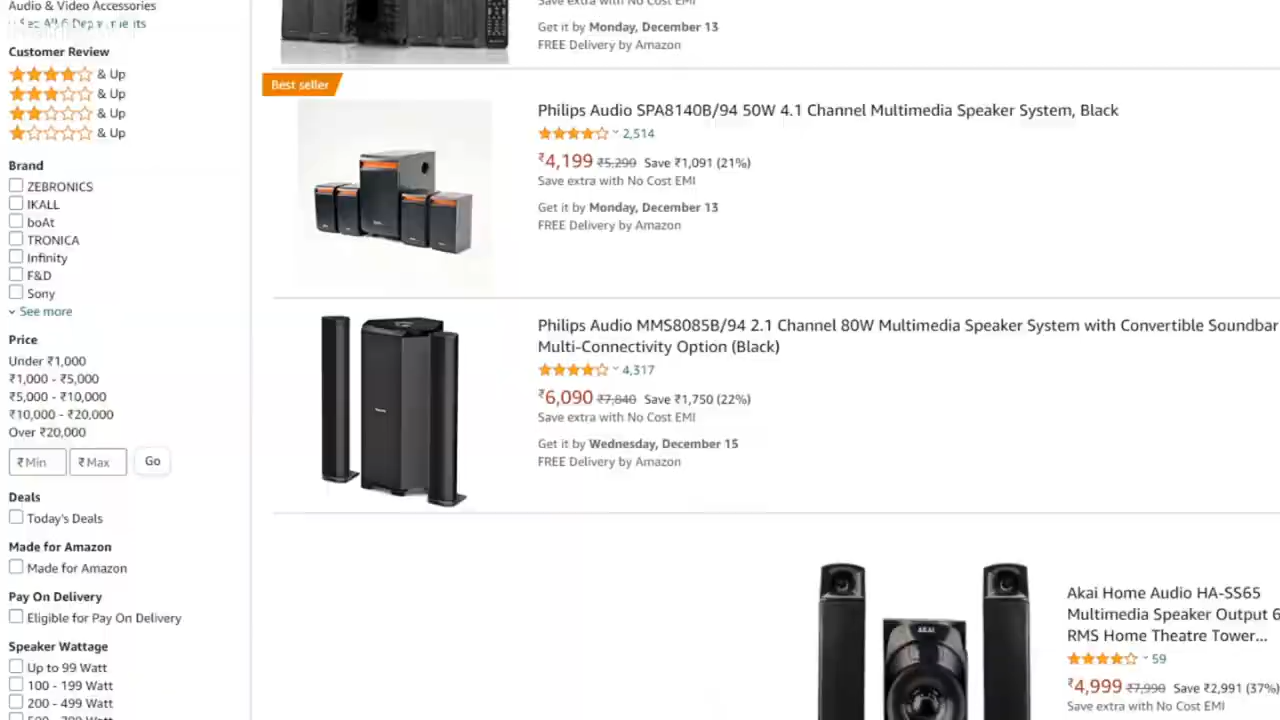 Audio & Video Accessories
Customer Review
& Up
& Up
& Up
& Up
Brand
ZEBRONICS
IKALL
boAt
TRONICA
Infinity
F&D
Sony
See more
Price
Under ₹1,000
₹1,000 - ₹5,000
₹5,000 - ₹10,000
₹10,000 - ₹20,000
Over ₹20,000
₹ Min ₹ Max Go
Deals
Today's Deals
Made for Amazon
Made for Amazon
Pay On Delivery
Eligible for Pay On Delivery
Speaker Wattage
Up to 99 Watt
100 - 199 Watt
200 - 499 Watt
Save extra with No Cost EMI
Get it by Monday, December 13
FREE Delivery by Amazon
Best seller
Philips Audio SPA8140B/94 50W 4.1 Channel Multimedia Speaker System, Black
2,514
₹4,199 ₹5,290 Save ₹1,091 (21%)
Save extra with No Cost EMI
Get it by Monday, December 13
FREE Delivery by Amazon
Philips Audio MMS8085B/94 2.1 Channel 80W Multimedia Speaker System with Convertible Soundbar
Multi-Connectivity Option (Black)
4,317
₹6,090 ₹7,840 Save ₹1,750 (22%)
Save extra with No Cost EMI
Get it by Wednesday, December 15
FREE Delivery by Amazon
AKAI
Akai Home Audio HA-SS65
Multimedia Speaker Output 6
RMS Home Theatre Tower...
59
₹4,999 ₹7,990 Save ₹2,991 (37%)
Save extra with No Cost EMI